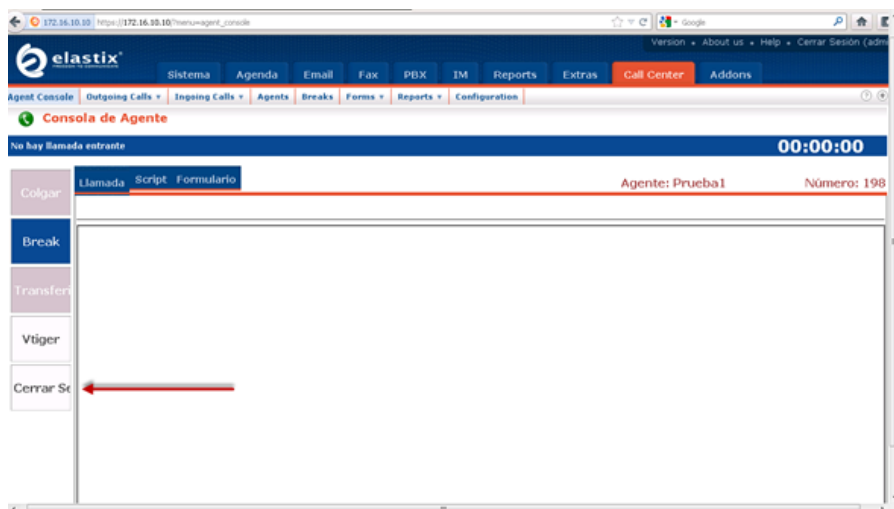 172.16.10.10 https://172.16.10.10/?menu=agent_console Google
Version About us Help Cerrar Sesión (adm
elastix
Sistema Agenda Email Fax PBX IM Reports Extras Call Center Addons
Agent Console Outgoing Calls Ingoing Calls Agents Breaks Forms Reports Configuration
Consola de Agente
No hay llamada entrante 00:00:00
Llamada Script Formulario Agente: Prueba1 Número: 198
Colgar
Break
Transferi
Vtiger
Cerrar Se